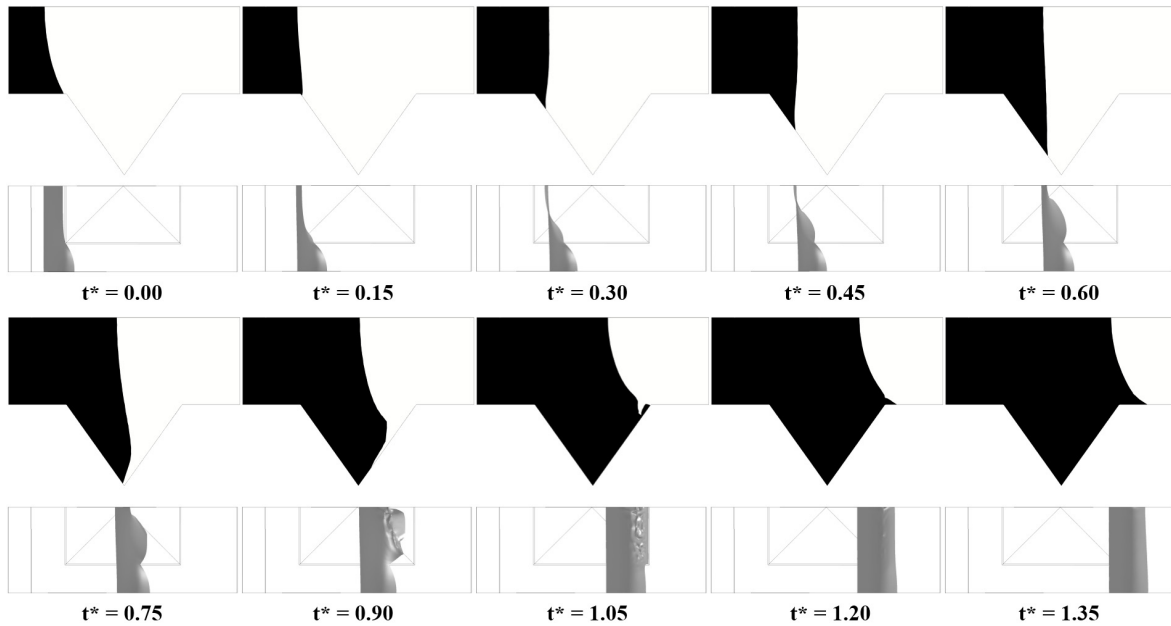 t* = 0.00 t* = 0.15 t* = 0.30 t* = 0.45 t* = 0.60
t* = 0.75 t* = 0.90 t* = 1.05 t* = 1.20 t* = 1.35